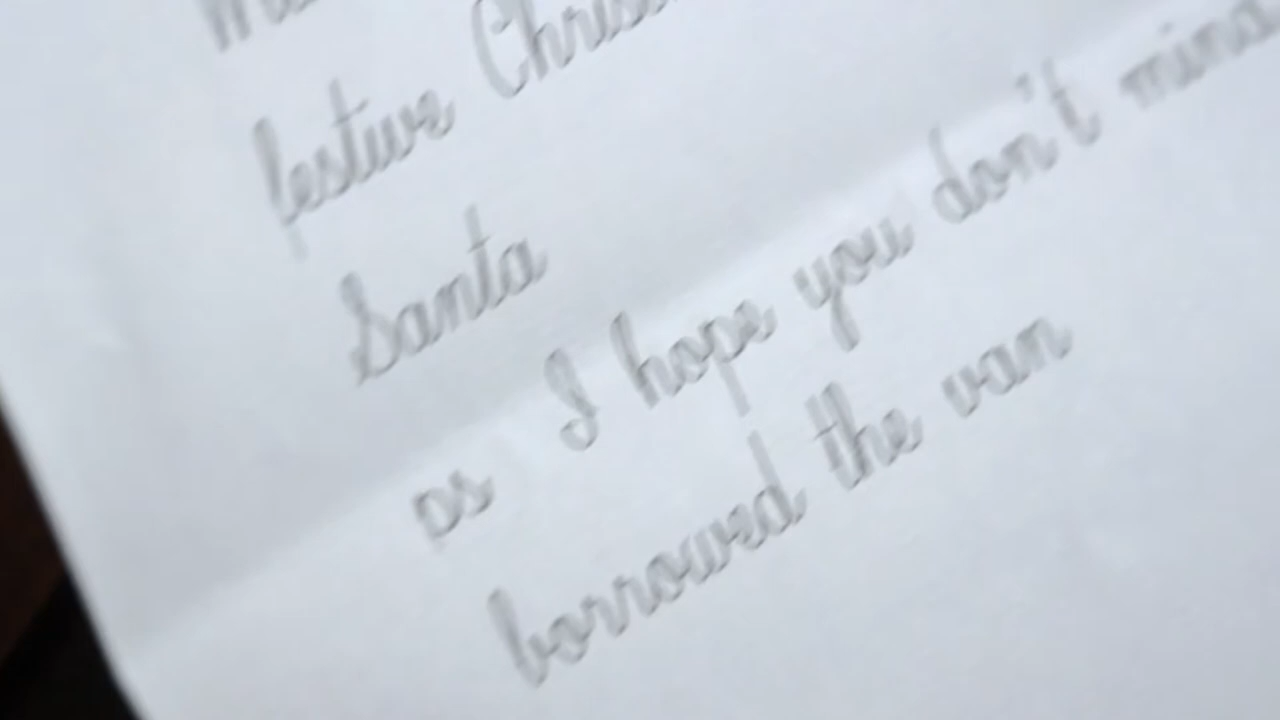 festive Christ
Santa
ps I hope you don't mind
borrowed the van